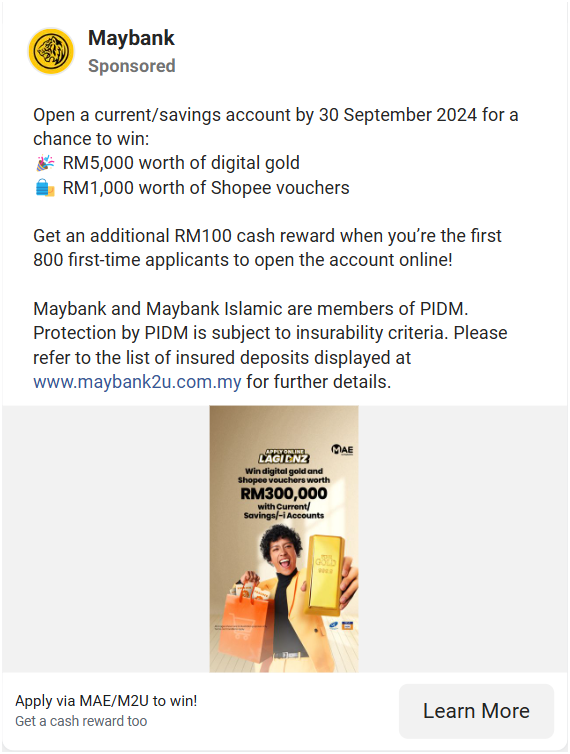 Maybank
Sponsored
Open a current/savings account by 30 September 2024 for a
chance to win:
🎉 RM5,000 worth of digital gold
🛍️ RM1,000 worth of Shopee vouchers
Get an additional RM100 cash reward when you’re the first
800 first-time applicants to open the account online!
Maybank and Maybank Islamic are members of PIDM.
Protection by PIDM is subject to insurability criteria. Please
refer to the list of insured deposits displayed at
www.maybank2u.com.my for further details.
MAE
APPLY ONLINE
Win digital gold and
Shopee vouchers worth
RM300,000
with Current/
Savings/-i Accounts
GOLD
Apply via MAE/M2U to win!
Get a cash reward too
Learn More